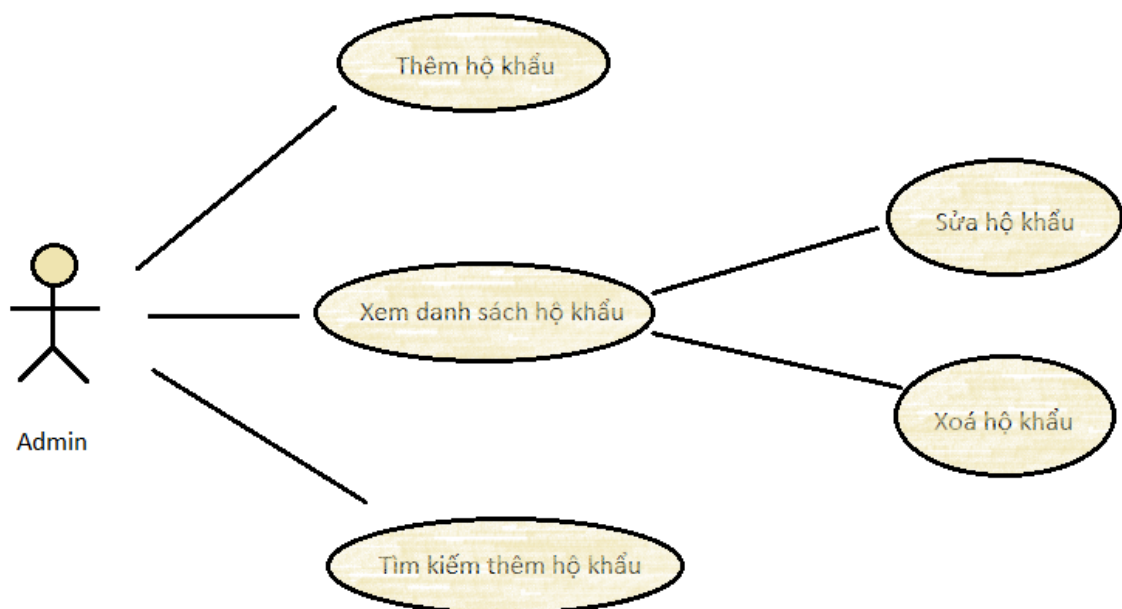 Thêm hộ khẩu
Sửa hộ khẩu
Xem danh sách hộ khẩu
Xoá hộ khẩu
Admin
Tìm kiếm thêm hộ khẩu